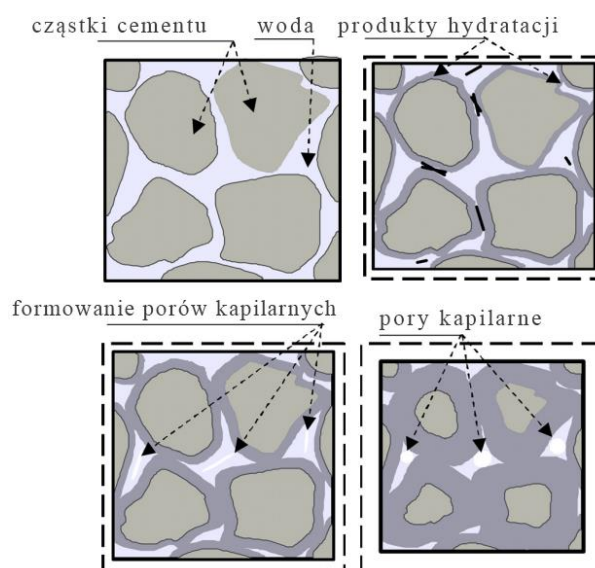 cząstki cementu
woda
produkty hydratacji
formowanie porów kapilarnych
pory kapilarne